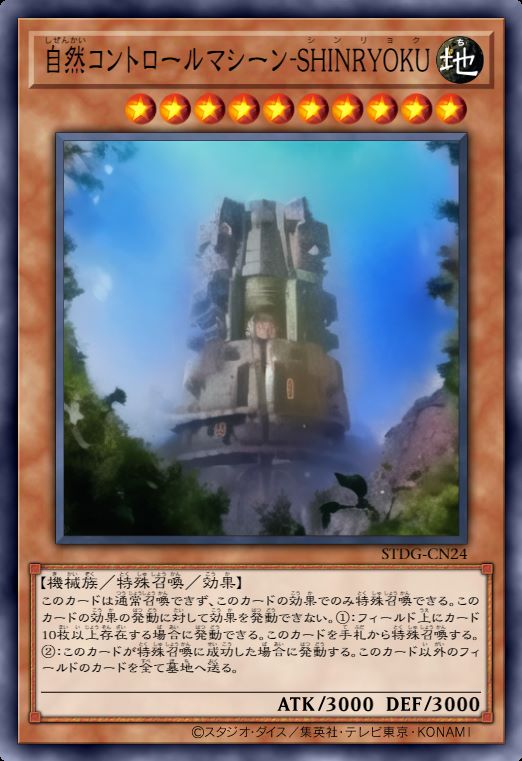 自然コントロールマシーン-SHINRYOKU
地
STDG-CN24
【機械族／特殊召喚／効果】
このカードは通常召喚できず、このカードの効果でのみ特殊召喚できる。この
カードの効果の発動に対して効果を発動できない。①：フィールド上にカード
10枚以上存在する場合に発動できる。このカードを手札から特殊召喚する。
②：このカードが特殊召喚に成功した場合に発動する。このカード以外のフィ
ールドのカードを全て墓地へ送る。
ATK/3000 DEF/3000
©スタジオ・ダイス／集英社・テレビ東京・KONAMI